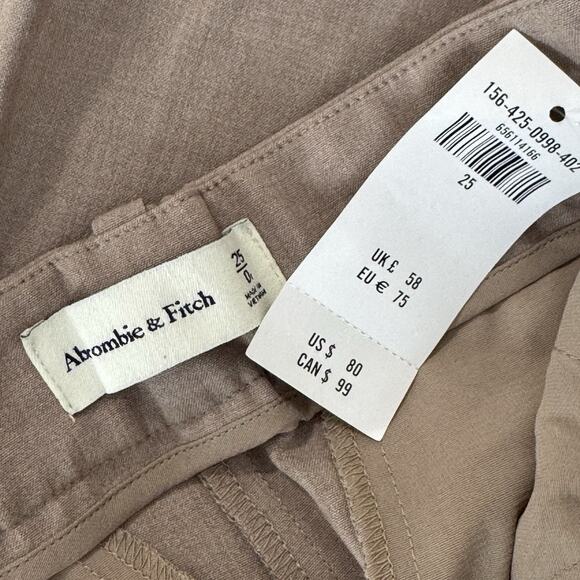 Abrombie & Fitch
25
0
MADE IN
VIETNAM
156-425-0998-402
656114166
25
UK £ 58
EU € 75
US $ 80
CAN $ 99